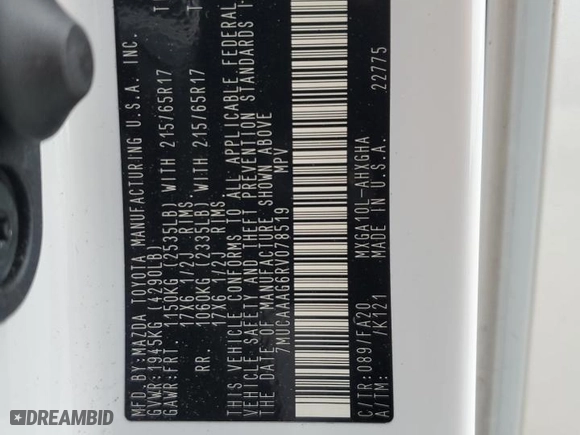 MFD.BY:MAZDA TOYOTA MANUFACTURING U.S.A. INC. T
GVWR:1945KG (4290LB)
GAWR:FRT. 1150KG (2535LB) WITH 215/65R17
17X6 1/2J RIMS.
RR. 1060KG (2335LB) WITH 215/65R17
17X6 1/2J RIMS.
THIS VEHICLE CONFORMS TO ALL APPLICABLE FEDERAL
VEHICLE SAFETY AND THEFT PREVENTION STANDARDS I
THE DATE OF MANUFACTURE SHOWN ABOVE
7MUCAAAG6RV078519 MPV
C/TR:089/FA20 MXGA10L-AHXGHA
A/TM: /K121 MADE IN U.S.A. 22775
DREAMBID